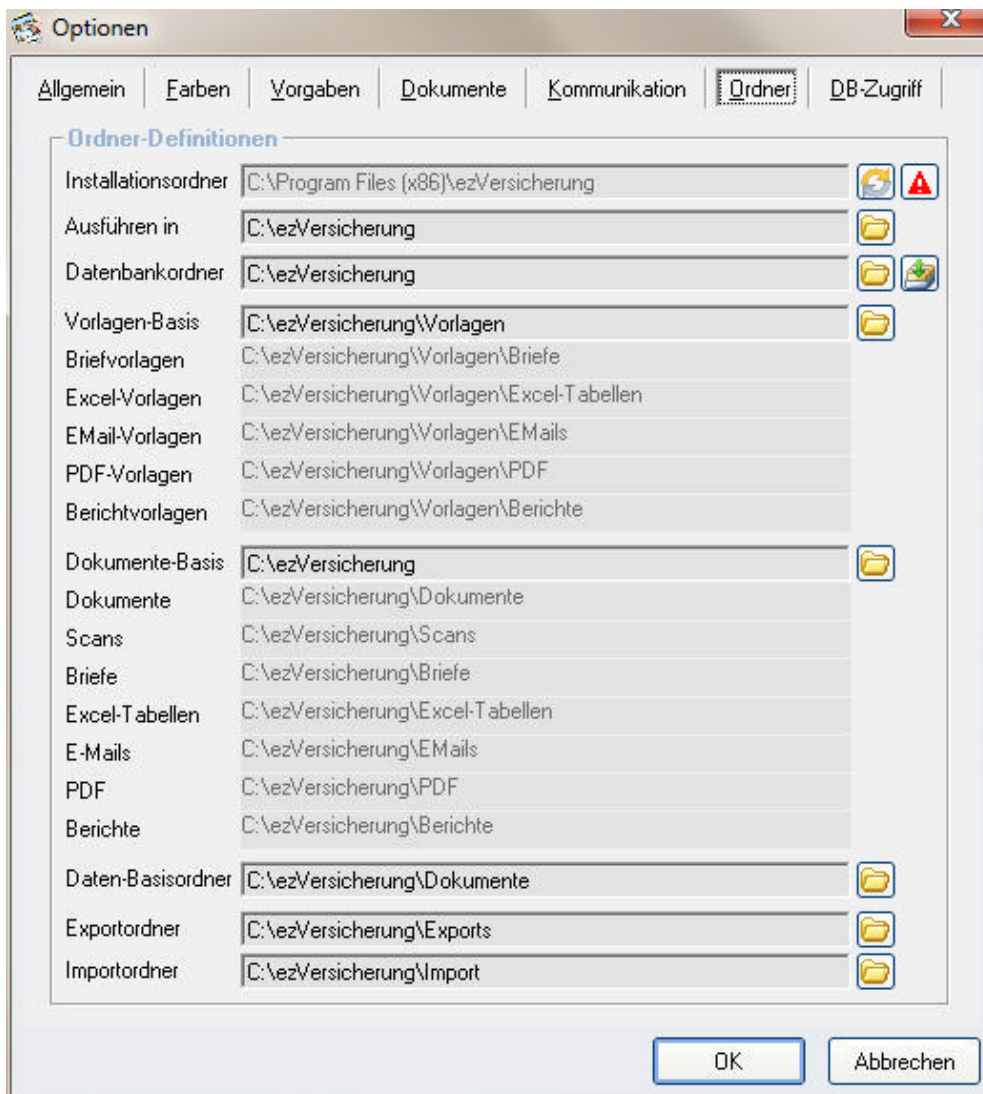 Optionen
Allgemein Farben Vorgaben Dokumente Kommunikation Ordner DB-Zugriff
Ordner-Definitionen
Installationsordner C:\Program Files (x86)\ezVersicherung
Ausführen in C:\ezVersicherung
Datenbankordner C:\ezVersicherung
Vorlagen-Basis C:\ezVersicherung\Vorlagen
Briefvorlagen C:\ezVersicherung\Vorlagen\Briefe
Excel-Vorlagen C:\ezVersicherung\Vorlagen\Excel-Tabellen
EMail-Vorlagen C:\ezVersicherung\Vorlagen\EMails
PDF-Vorlagen C:\ezVersicherung\Vorlagen\PDF
Berichtvorlagen C:\ezVersicherung\Vorlagen\Berichte
Dokumente-Basis C:\ezVersicherung
Dokumente C:\ezVersicherung\Dokumente
Scans C:\ezVersicherung\Scans
Briefe C:\ezVersicherung\Briefe
Excel-Tabellen C:\ezVersicherung\Excel-Tabellen
E-Mails C:\ezVersicherung\EMails
PDF C:\ezVersicherung\PDF
Berichte C:\ezVersicherung\Berichte
Daten-Basisordner C:\ezVersicherung\Dokumente
Exportordner C:\ezVersicherung\Exports
Importordner C:\ezVersicherung\Import
OK Abbrechen